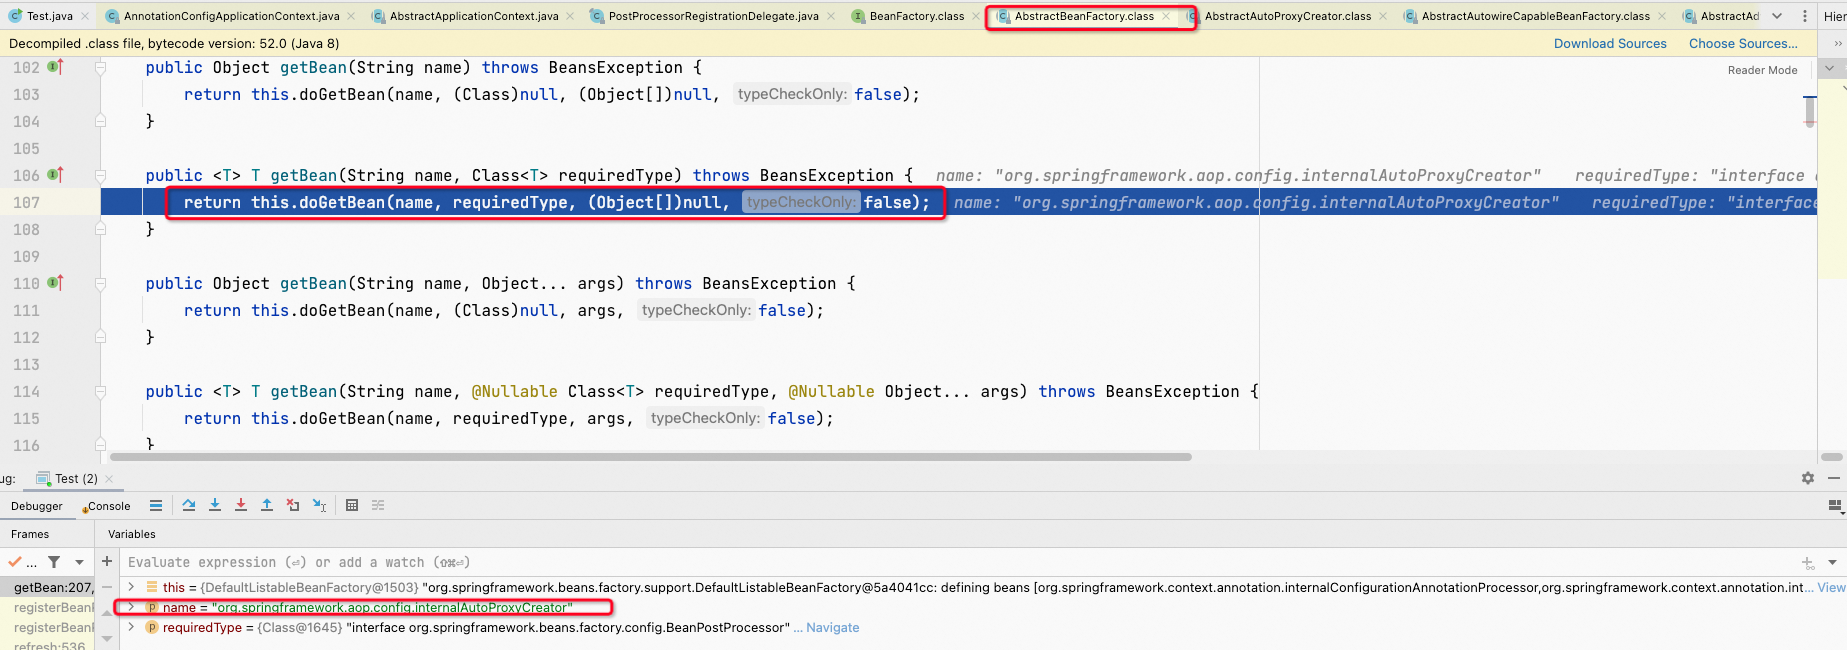 Test.java AnnotationConfigApplicationContext.java AbstractApplicationContext.java PostProcessorRegistrationDelegate.java BeanFactory.class AbstractBeanFactory.class AbstractAutoProxyCreator.class AbstractAutowireCapableBeanFactory.class AbstractAd Hier
Decompiled .class file, bytecode version: 52.0 (Java 8) Download Sources Choose Sources...
102 public Object getBean(String name) throws BeansException { Reader Mode
103 return this.doGetBean(name, (Class)null, (Object[])null, typeCheckOnly: false);
104 }
105
106 public <T> T getBean(String name, Class<T> requiredType) throws BeansException { name: "org.springframework.aop.config.internalAutoProxyCreator" requiredType: "interface
107 return this.doGetBean(name, requiredType, (Object[])null, typeCheckOnly: false); name: "org.springframework.aop.config.internalAutoProxyCreator" requiredType: "interface
108 }
109
110 public Object getBean(String name, Object... args) throws BeansException {
111 return this.doGetBean(name, (Class)null, args, typeCheckOnly: false);
112 }
113
114 public <T> T getBean(String name, @Nullable Class<T> requiredType, @Nullable Object... args) throws BeansException {
115 return this.doGetBean(name, requiredType, args, typeCheckOnly: false);
116 }
ug: Test (2)
Debugger Console
Frames Variables
... Evaluate expression (⏎) or add a watch (⇧⌘⏎)
getBean:207, this = {DefaultListableBeanFactory@1503} "org.springframework.beans.factory.support.DefaultListableBeanFactory@5a4041cc: defining beans [org.springframework.context.annotation.internalConfigurationAnnotationProcessor,org.springframework.context.annotation.int... View
registerBean name = "org.springframework.aop.config.internalAutoProxyCreator"
registerBean requiredType = {Class@1645} "interface org.springframework.beans.factory.config.BeanPostProcessor" ... Navigate
refresh:536